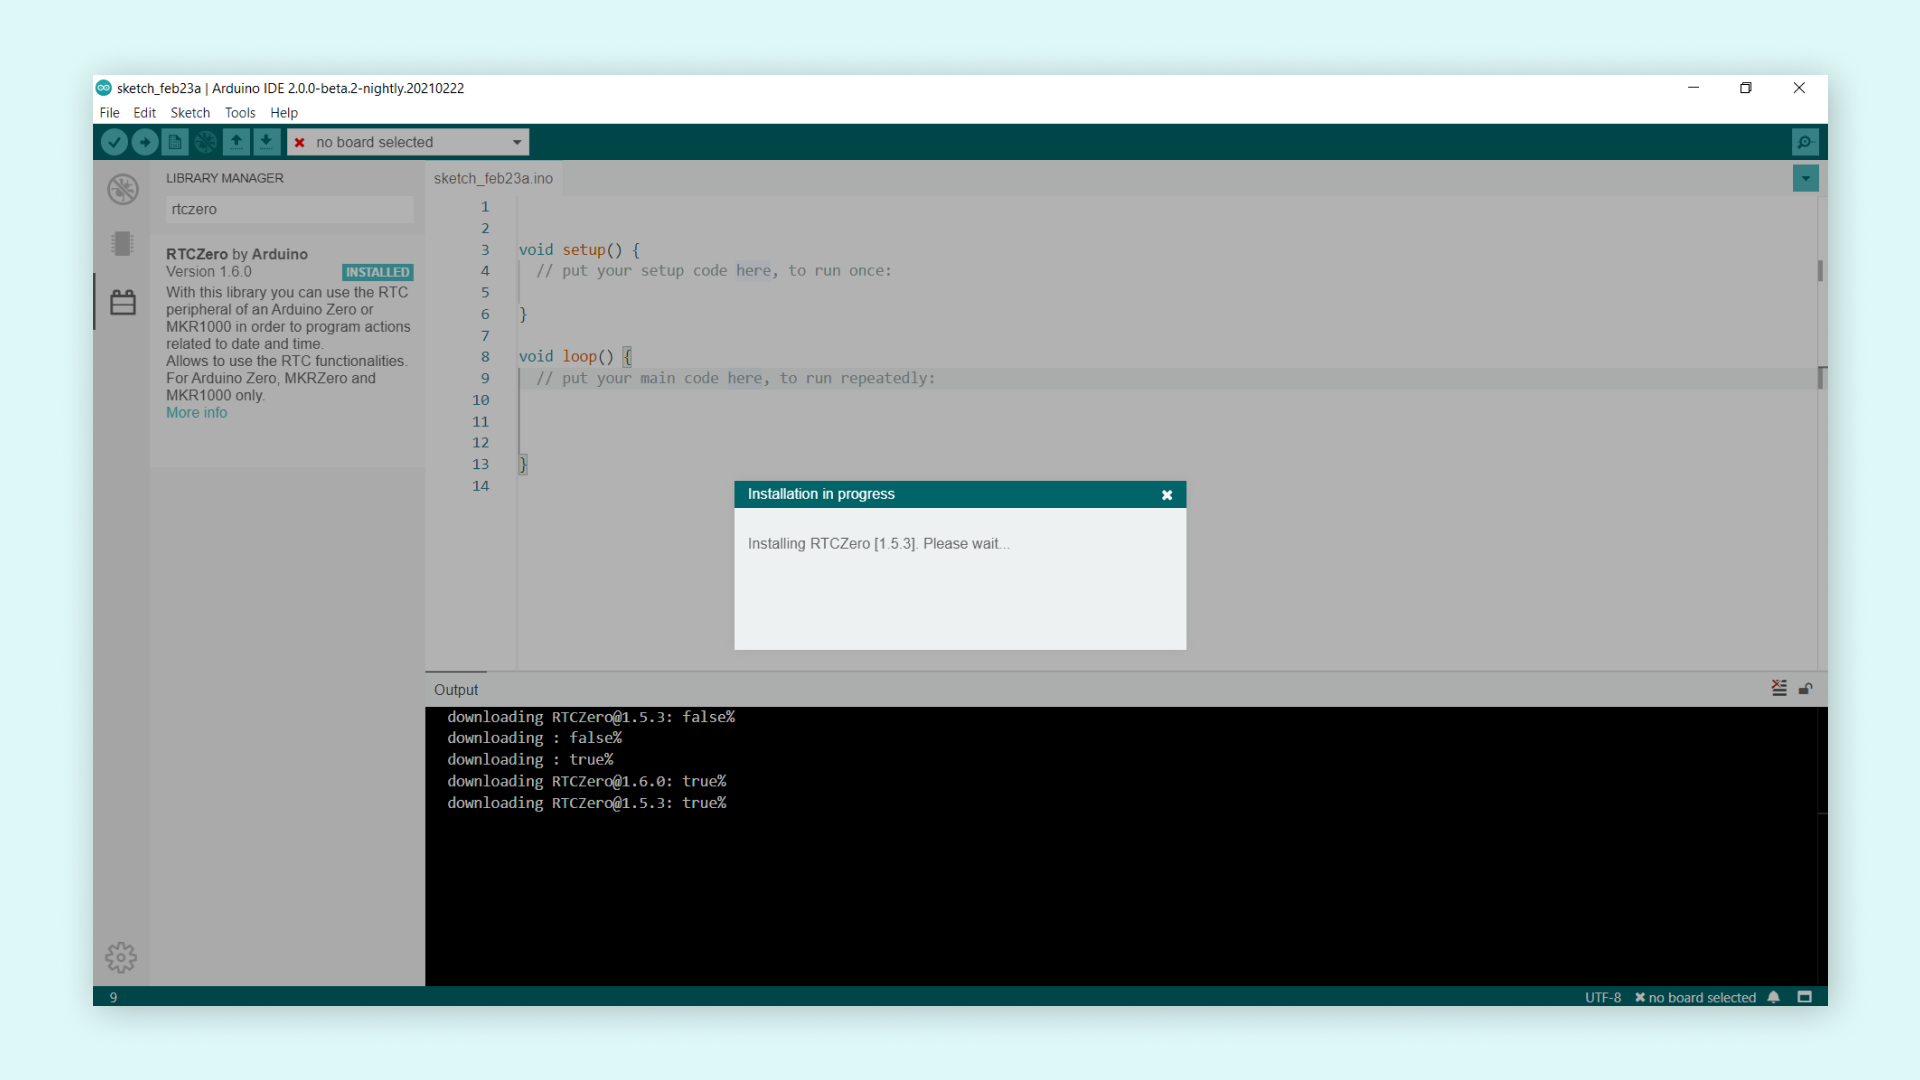 sketch_feb23a | Arduino IDE 2.0.0-beta.2-nightly.20210222
File Edit Sketch Tools Help
no board selected
LIBRARY MANAGER
rtczero
RTCZero by Arduino
Version 1.6.0 INSTALLED
With this library you can use the RTC
peripheral of an Arduino Zero or
MKR1000 in order to program actions
related to date and time.
Allows to use the RTC functionalities.
For Arduino Zero, MKRZero and
MKR1000 only.
More info
sketch_feb23a.ino
1
2
3 void setup() {
4 // put your setup code here, to run once:
5
6 }
7
8 void loop() {
9 // put your main code here, to run repeatedly:
10
11
12
13 }
14
Installation in progress
Installing RTCZero [1.5.3]. Please wait...
Output
downloading RTCZero@1.5.3: false%
downloading : false%
downloading : true%
downloading RTCZero@1.6.0: true%
downloading RTCZero@1.5.3: true%
9 UTF-8 no board selected